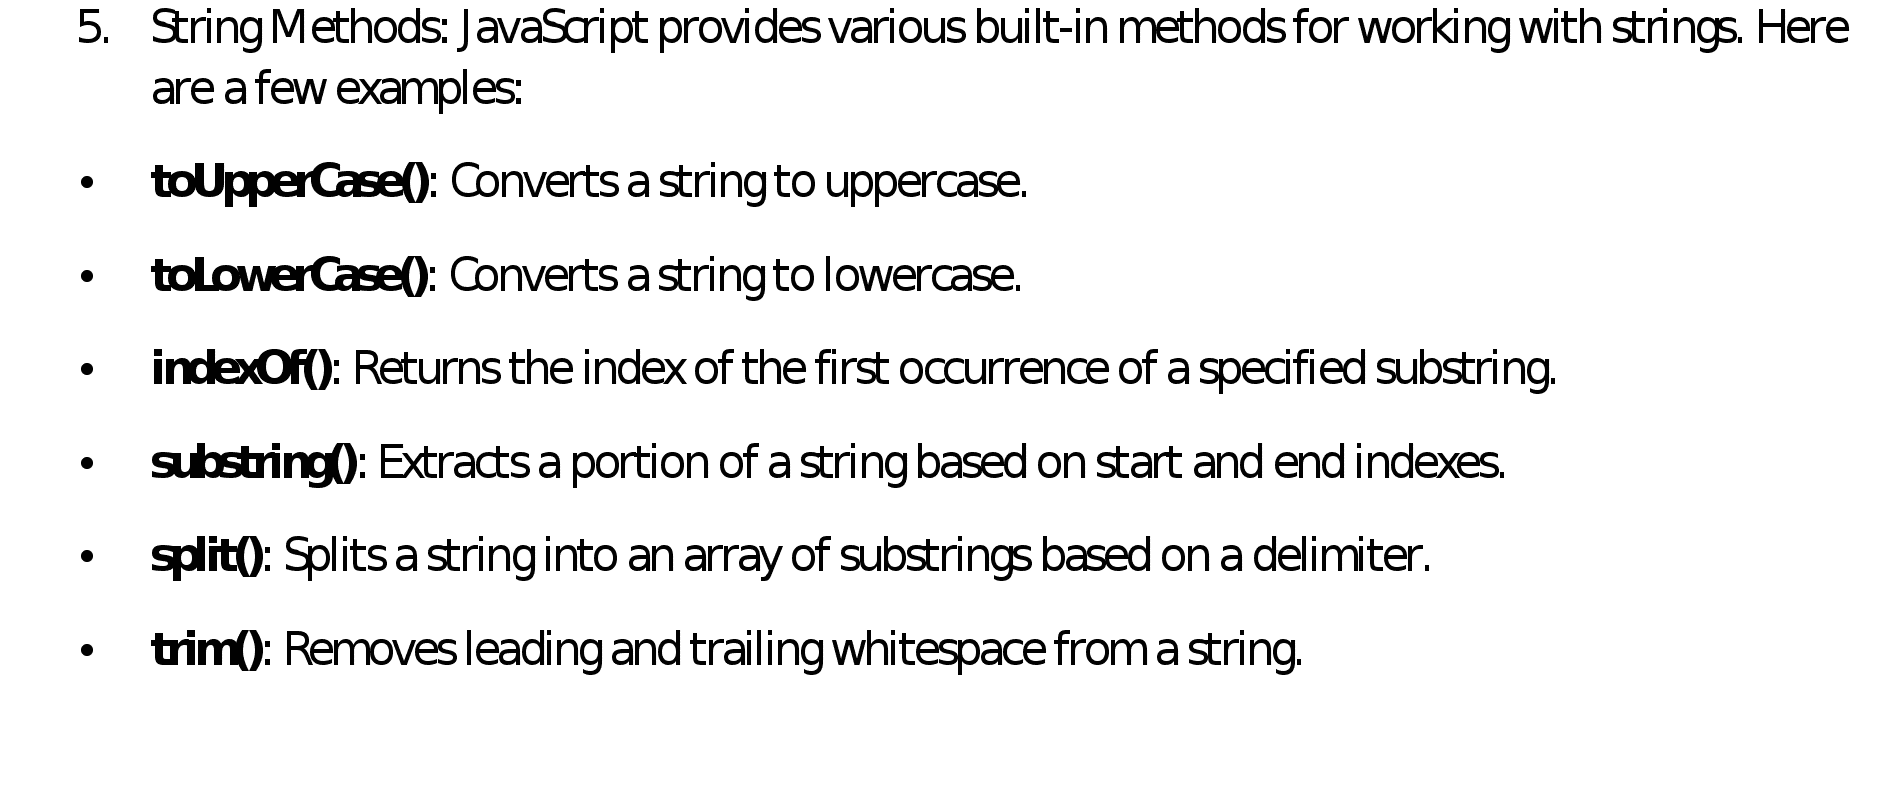 5. String Methods: JavaScript provides various built-in methods for working with strings. Here
are a few examples:
• toUpperCase(): Converts a string to uppercase.
• toLowerCase(): Converts a string to lowercase.
• indexOf(): Returns the index of the first occurrence of a specified substring.
• substring(): Extracts a portion of a string based on start and end indexes.
• split(): Splits a string into an array of substrings based on a delimiter.
• trim(): Removes leading and trailing whitespace from a string.